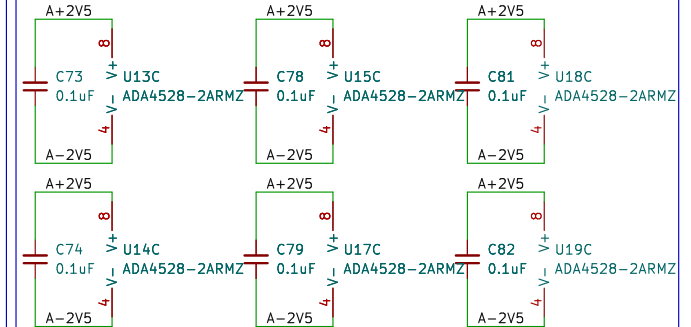 A+2V5 A+2V5 A+2V5
8 8 8
C73 V+ U13C C78 V+ U15C C81 V+ U18C
0.1uF V- ADA4528-2ARMZ 0.1uF V- ADA4528-2ARMZ 0.1uF V- ADA4528-2ARMZ
4 4 4
A-2V5 A-2V5 A-2V5
A+2V5 A+2V5 A+2V5
8 8 8
C74 V+ U14C C79 V+ U17C C82 V+ U19C
0.1uF V- ADA4528-2ARMZ 0.1uF V- ADA4528-2ARMZ 0.1uF V- ADA4528-2ARMZ
4 4 4
A-2V5 A-2V5 A-2V5